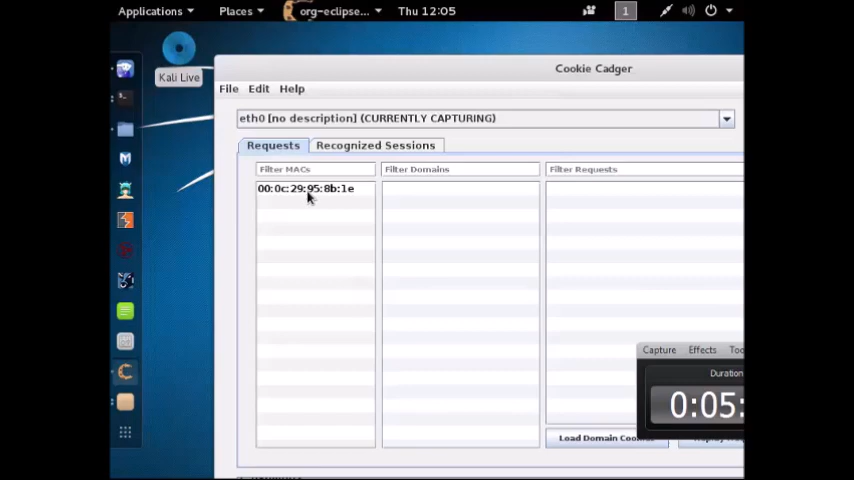 Applications Places org-eclipse... Thu 12:05 1
Kali Live
Cookie Cadger
File Edit Help
eth0 [no description] (CURRENTLY CAPTURING)
Requests Recognized Sessions
Filter MACs Filter Domains Filter Requests
00:0c:29:95:8b:1e
Capture Effects Too
Duration
0:05:
Load Domain Cookies